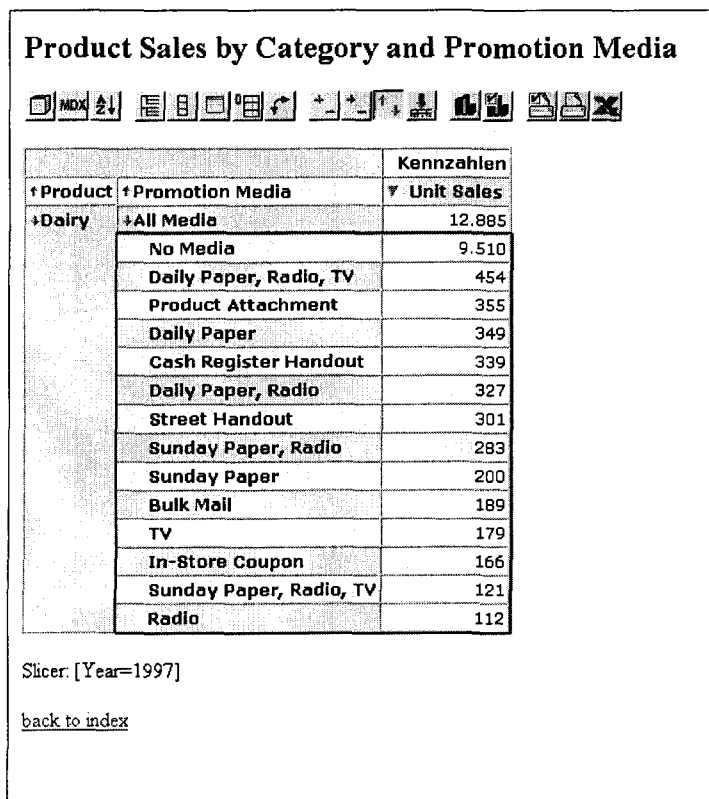 Product Sales by Category and Promotion Media
MDX A Z
Kennzahlen
Product Promotion Media Unit Sales
Dairy All Media 12.885
No Media 9.510
Daily Paper, Radio, TV 454
Product Attachment 355
Daily Paper 349
Cash Register Handout 339
Daily Paper, Radio 327
Street Handout 301
Sunday Paper, Radio 283
Sunday Paper 200
Bulk Mail 189
TV 179
In-Store Coupon 166
Sunday Paper, Radio, TV 121
Radio 112
Slicer: [Year=1997]
back to index